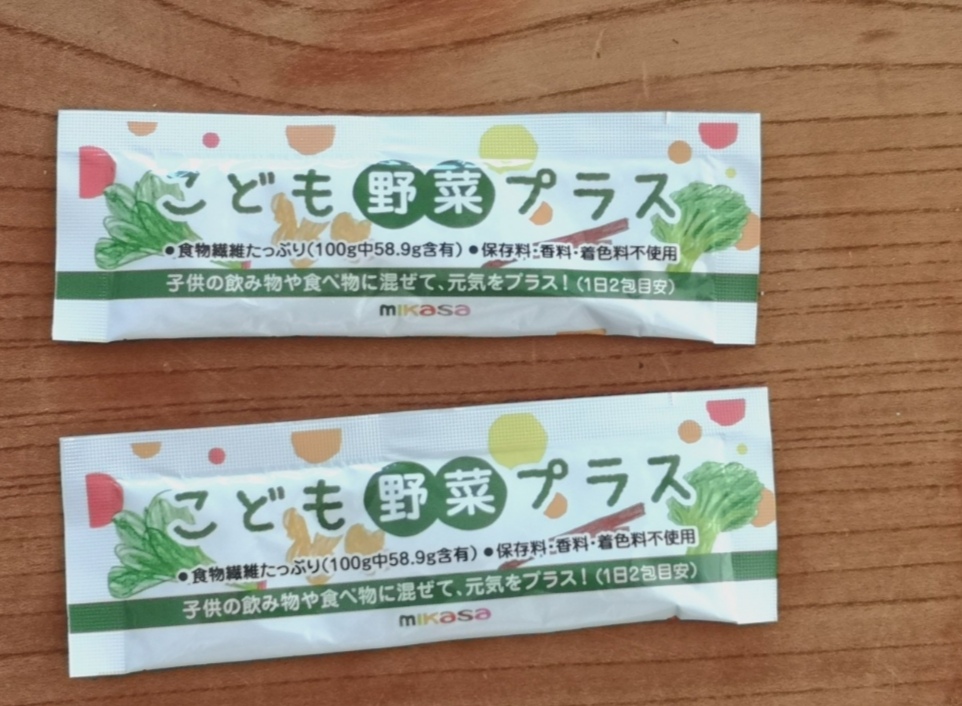 こども野菜プラス
●食物繊維たっぷり(100g中58.9g含有) ●保存料・香料・着色料不使用
子供の飲み物や食べ物に混ぜて、元気をプラス!(1日2包目安)
mikasa
こども野菜プラス
●食物繊維たっぷり(100g中58.9g含有) ●保存料・香料・着色料不使用
子供の飲み物や食べ物に混ぜて、元気をプラス!(1日2包目安)
mikasa